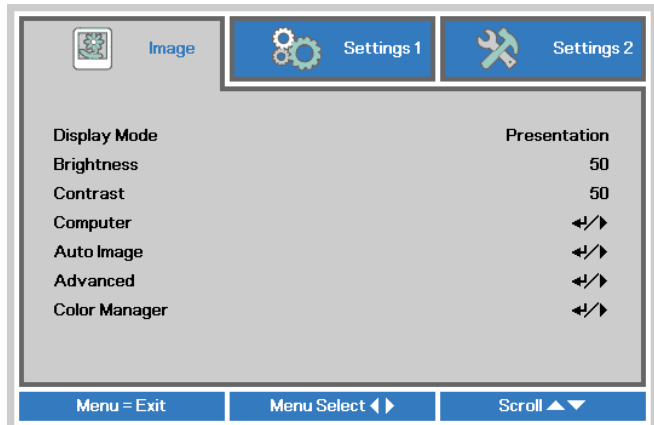 Image
Settings 1
Settings 2
Display Mode Presentation
Brightness 50
Contrast 50
Computer ↵/▶
Auto Image ↵/▶
Advanced ↵/▶
Color Manager ↵/▶
Menu = Exit
Menu Select ◀▶
Scroll ▲▼